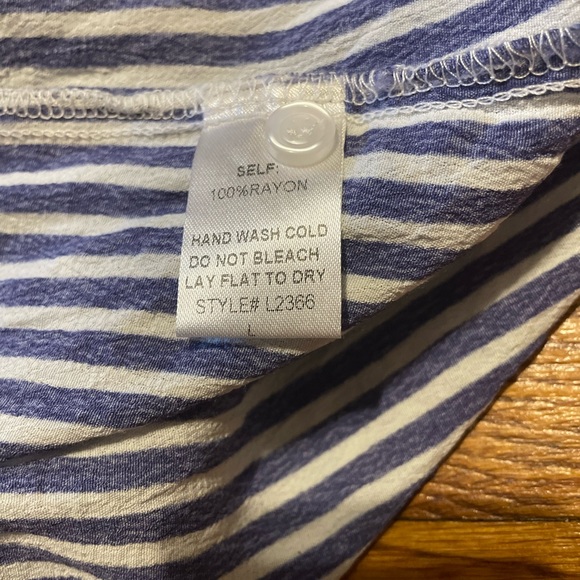 SELF:
100%RAYON
HAND WASH COLD
DO NOT BLEACH
LAY FLAT TO DRY
STYLE# L2366
L